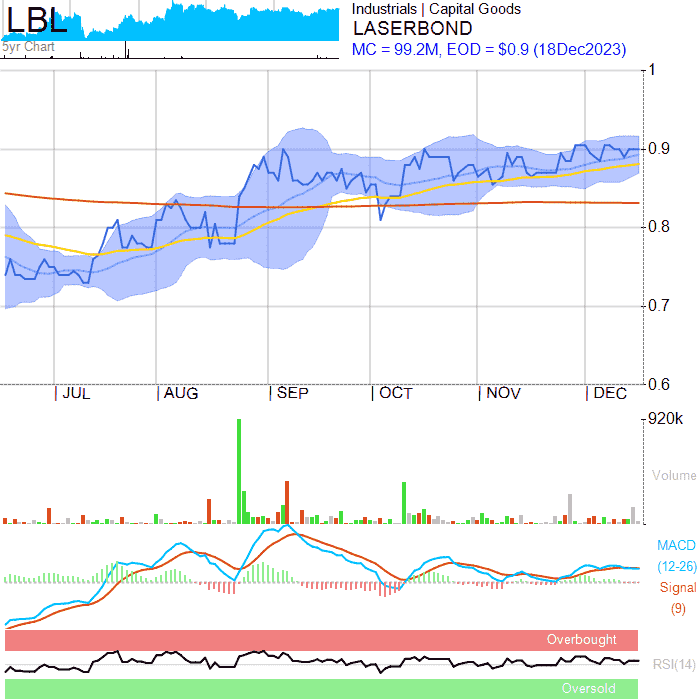 LBL
5yr Chart
Industrials | Capital Goods
LASERBOND
MC = 99.2M, EOD = $0.9 (18Dec2023)
1
0.9
0.8
0.7
0.6
JUL AUG SEP OCT NOV DEC
920k
Volume
MACD
(12-26)
Signal
(9)
Overbought
RSI(14)
Oversold